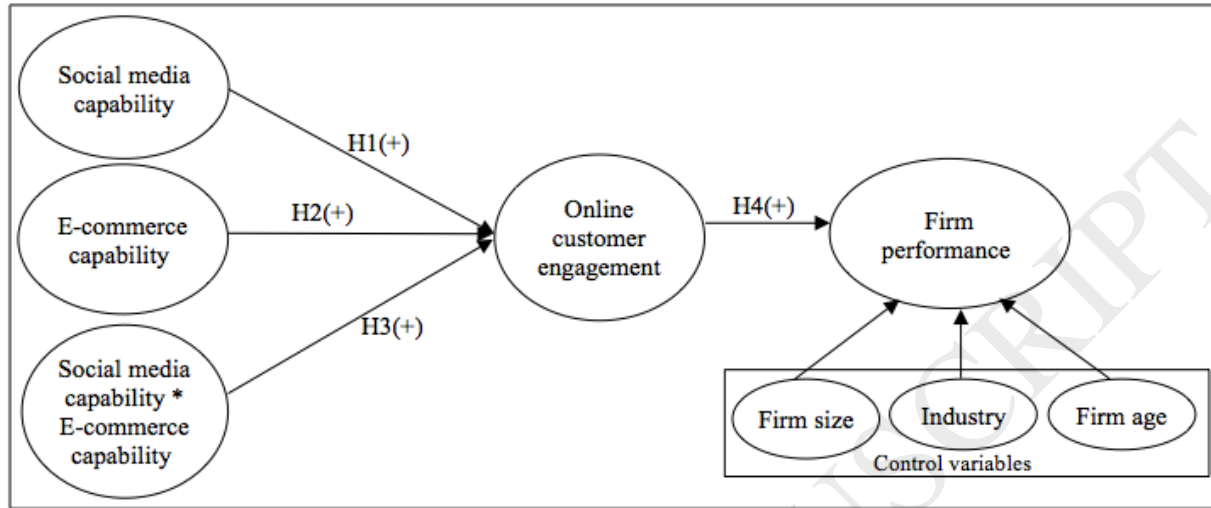 Social media
capability
H1(+)
E-commerce
capability
H2(+)
Social media
capability *
E-commerce
capability
H3(+)
Online
customer
engagement
H4(+)
Firm
performance
Firm size
Industry
Firm age
Control variables
USCRIPT